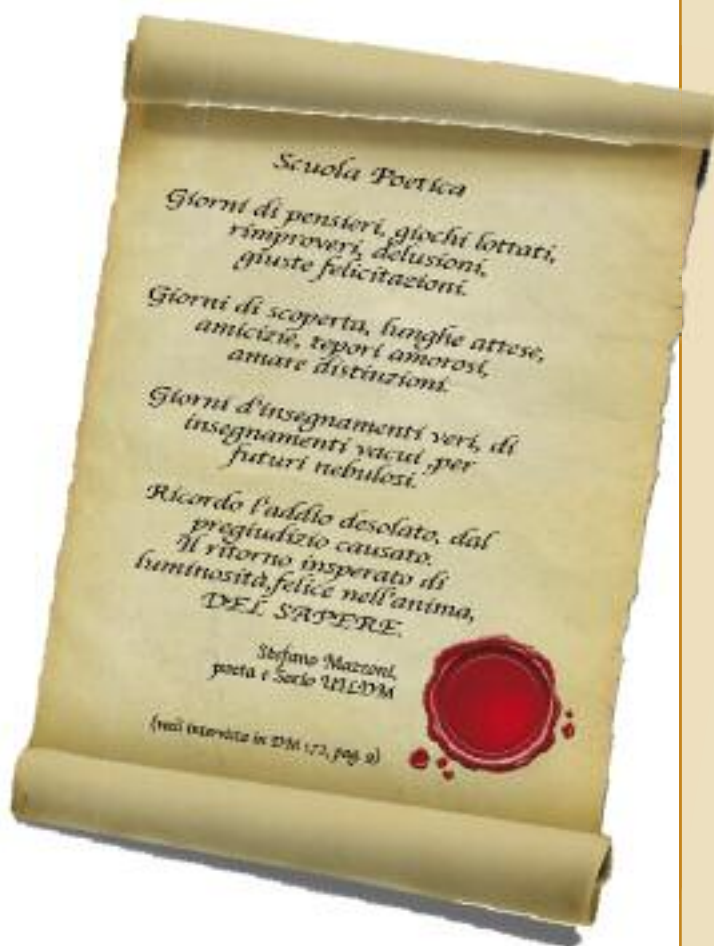 Scuola Poetica
Giorni di pensieri, giochi lottati,
rimproveri, delusioni,
giuste felicitazioni.
Giorni di scoperta, lunghe attese,
amicizie, tepori amorosi,
amare distinzioni.
Giorni d'insegnamenti veri, di
insegnamenti vacui ,per
futuri nebulosi.
Ricordo l'addio desolato, dal
pregiudizio causato.
Il ritorno insperato di
luminosità,felice nell'anima,
DEL SAPERE.
Stefano Mazzoni,
poeta e Socio UILDM
(vedi intervista in DM 172, pag. 9)